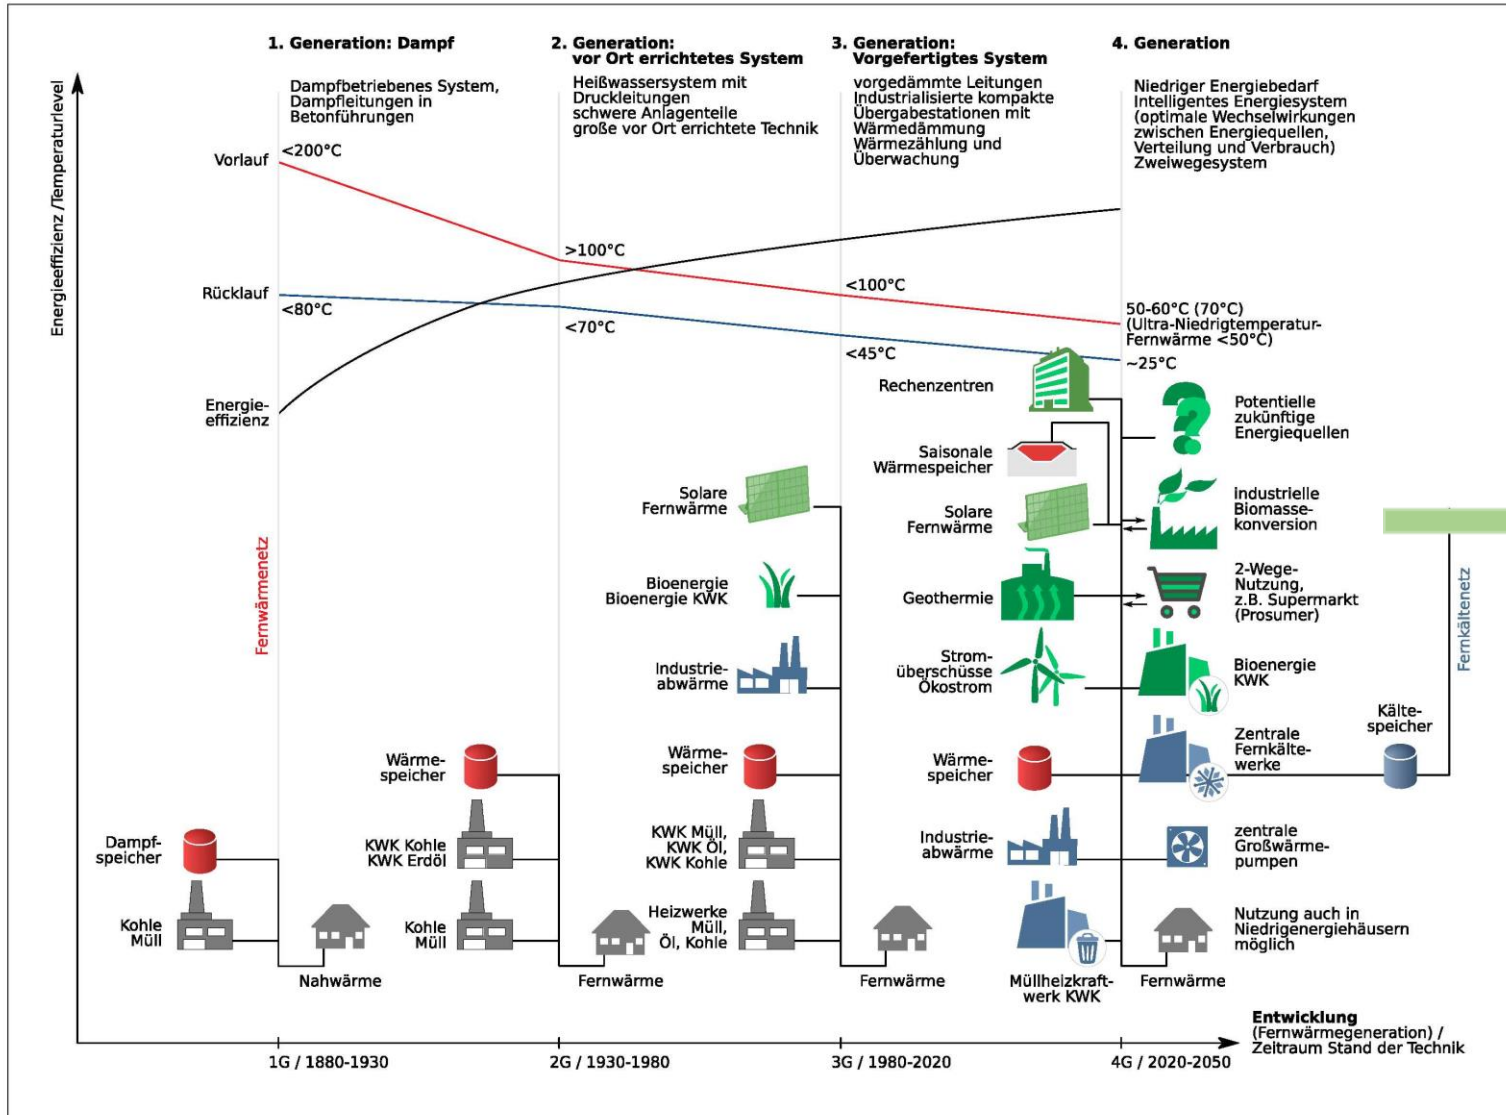 1. Generation: Dampf
Dampfbetriebenes System,
Dampfleitungen in
Betonführungen
2. Generation:
vor Ort errichtetes System
Heißwassersystem mit
Druckleitungen
schwere Anlagenteile
große vor Ort errichtete Technik
3. Generation:
Vorgefertigtes System
vorgedämmte Leitungen
Industrialisierte kompakte
Übergabestationen mit
Wärmedämmung
Wärmezählung und
Überwachung
4. Generation
Niedriger Energiebedarf
Intelligentes Energiesystem
(optimale Wechselwirkungen
zwischen Energiequellen,
Verteilung und Verbrauch)
Zweiwegesystem
Energieeffizienz /Temperaturlevel
Vorlauf
<200°C
>100°C
<100°C
50-60°C (70°C)
(Ultra-Niedrigtemperatur-
Fernwärme <50°C)
Rücklauf
<80°C
<70°C
<45°C
~25°C
Energie-
effizienz
Fernwärmenetz
Dampf-
speicher
Kohle
Müll
Nahwärme
Wärme-
speicher
KWK Kohle
KWK Erdöl
Kohle
Müll
Fernwärme
Solare
Fernwärme
Bioenergie
Bioenergie KWK
Industrie-
abwärme
Wärme-
speicher
KWK Müll,
KWK Öl,
KWK Kohle
Heizwerke
Müll,
Öl, Kohle
Fernwärme
Rechenzentren
Saisonale
Wärmespeicher
Solare
Fernwärme
Geothermie
Strom-
überschüsse
Ökostrom
Wärme-
speicher
Industrie-
abwärme
Müllheizkraft-
werk KWK
Potentielle
zukünftige
Energiequellen
industrielle
Biomasse-
konversion
2-Wege-
Nutzung,
z.B. Supermarkt
(Prosumer)
Bioenergie
KWK
Zentrale
Fernkälte-
werke
zentrale
Großwärme-
pumpen
Nutzung auch in
Niedrigenergiehäusern
möglich
Fernwärme
Kälte-
speicher
Fernkältenetz
1G / 1880-1930
2G / 1930-1980
3G / 1980-2020
4G / 2020-2050
Entwicklung
(Fernwärmegeneration) /
Zeitraum Stand der Technik